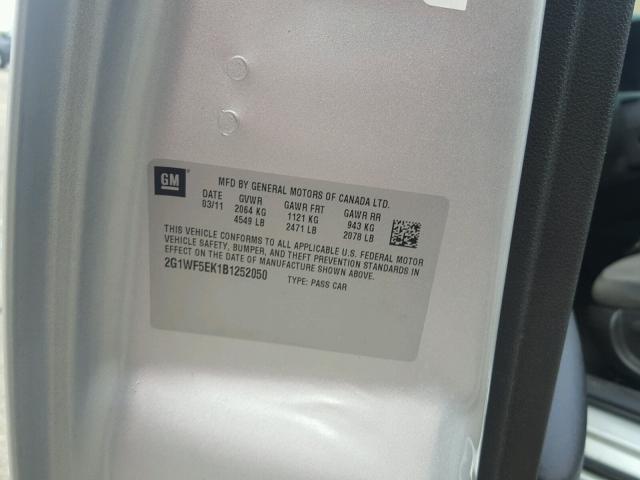 GM
MFD BY GENERAL MOTORS OF CANADA LTD.
DATE GVWR GAWR FRT GAWR RR
03/11 2064 KG 1121 KG 943 KG
4549 LB 2471 LB 2078 LB
THIS VEHICLE CONFORMS TO ALL APPLICABLE U.S. FEDERAL MOTOR
VEHICLE SAFETY, BUMPER, AND THEFT PREVENTION STANDARDS IN
EFFECT ON THE DATE OF MANUFACTURE SHOWN ABOVE.
2G1WF5EK1B1252050
TYPE: PASS CAR